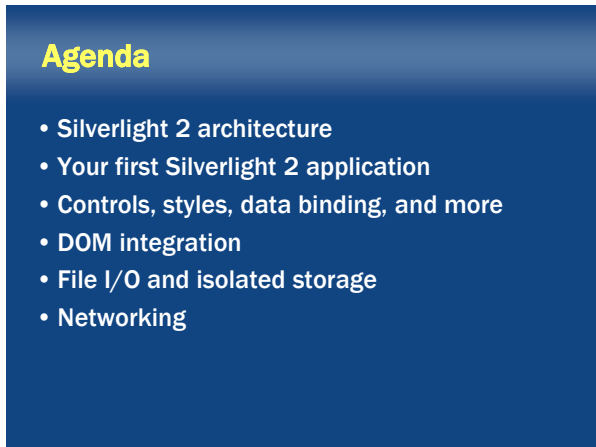 Agenda
• Silverlight 2 architecture
• Your first Silverlight 2 application
• Controls, styles, data binding, and more
• DOM integration
• File I/O and isolated storage
• Networking